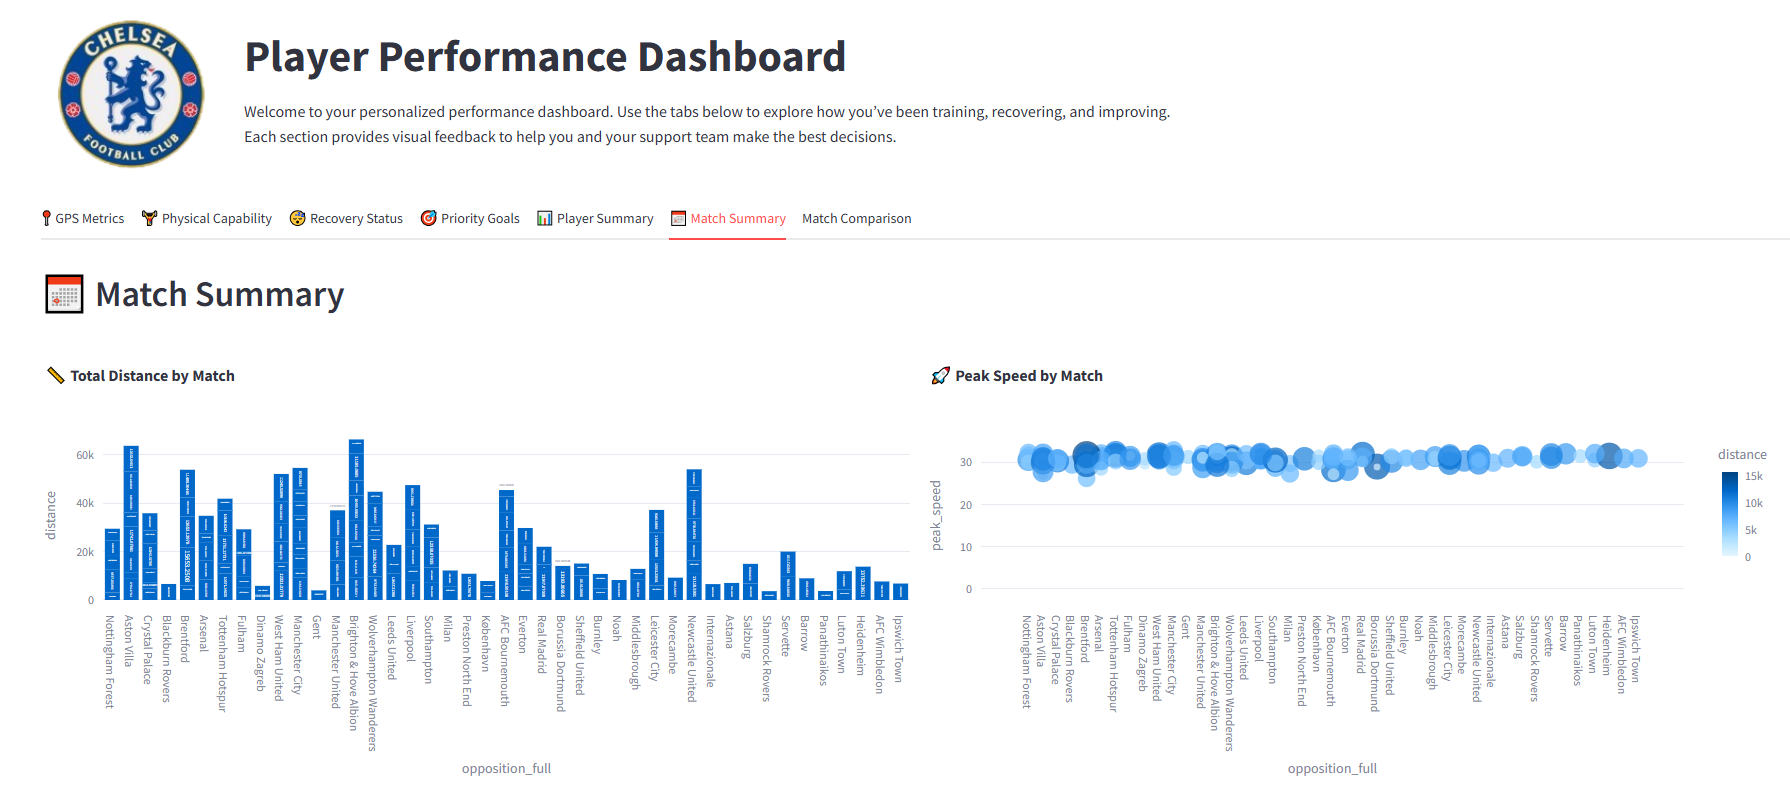 CHELSEA
FOOTBALL CLUB
Player Performance Dashboard
Welcome to your personalized performance dashboard. Use the tabs below to explore how you’ve been training, recovering, and improving.
Each section provides visual feedback to help you and your support team make the best decisions.
GPS Metrics Physical Capability Recovery Status Priority Goals Player Summary Match Summary Match Comparison
Match Summary
Total Distance by Match
distance
60k
40k
20k
0
15653.2508
Nottingham Forest
Aston Villa
Crystal Palace
Blackburn Rovers
Brentford
Arsenal
Tottenham Hotspur
Fulham
Dinamo Zagreb
West Ham United
Manchester City
Gent
Manchester United
Brighton & Hove Albion
Wolverhampton Wanderers
Leeds United
Liverpool
Southampton
Milan
Preston North End
København
AFC Bournemouth
Everton
Real Madrid
Borussia Dortmund
Sheffield United
Burnley
Noah
Middlesbrough
Leicester City
Morecambe
Newcastle United
Internazionale
Astana
Salzburg
Shamrock Rovers
Servette
Barrow
Panathinaikos
Luton Town
Heidenheim
AFC Wimbledon
Ipswich Town
opposition_full
Peak Speed by Match
peak_speed
30
20
10
0
Nottingham Forest
Aston Villa
Crystal Palace
Blackburn Rovers
Brentford
Arsenal
Tottenham Hotspur
Fulham
Dinamo Zagreb
West Ham United
Manchester City
Gent
Manchester United
Brighton & Hove Albion
Wolverhampton Wanderers
Leeds United
Liverpool
Southampton
Milan
Preston North End
København
AFC Bournemouth
Everton
Real Madrid
Borussia Dortmund
Sheffield United
Burnley
Noah
Middlesbrough
Leicester City
Morecambe
Newcastle United
Internazionale
Astana
Salzburg
Shamrock Rovers
Servette
Barrow
Panathinaikos
Luton Town
Heidenheim
AFC Wimbledon
Ipswich Town
opposition_full
distance
15k
10k
5k
0